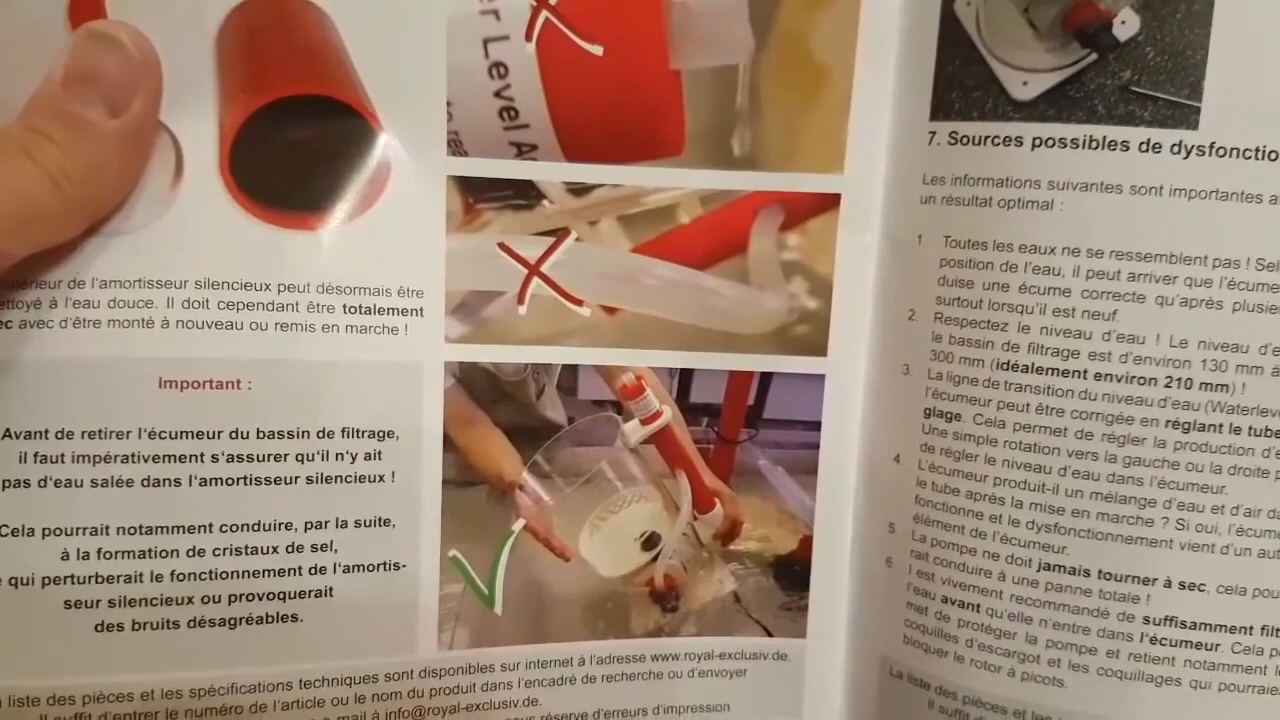 er Level A
to rea
de l'amortisseur silencieux peut désormais être
à l'eau douce. Il doit cependant être totalement
avec d'être monté à nouveau ou remis en marche !
Important :
Avant de retirer l'écumeur du bassin de filtrage,
il faut impérativement s'assurer qu'il n'y ait
pas d'eau salée dans l'amortisseur silencieux !
Cela pourrait notamment conduire, par la suite,
à la formation de cristaux de sel,
qui perturberait le fonctionnement de l'amortis-
seur silencieux ou provoquerait
des bruits désagréables.
liste des pièces et les spécifications techniques sont disponibles sur internet à l'adresse www.royal-exclusiv.de.
Il suffit d'entrer le numéro de l'article ou le nom du produit dans l'encadré de recherche ou d'envoyer
mail à info@royal-exclusiv.de.
réserve d'erreurs d'impression
7. Sources possibles de dysfonctio
Les informations suivantes sont importantes a
un résultat optimal :
1. Toutes les eaux ne se ressemblent pas ! Sel
position de l'eau, il peut arriver que l'écume
duise une écume correcte qu'après plusie
surtout lorsqu'il est neuf.
2. Respectez le niveau d'eau ! Le niveau d'e
le bassin de filtrage est d'environ 130 mm à
300 mm (idéalement environ 210 mm) !
3. La ligne de transition du niveau d'eau (Waterleve
l'écumeur peut être corrigée en réglant le tube
glage. Cela permet de régler la production d'é
Une simple rotation vers la gauche ou la droite p
de régler le niveau d'eau dans l'écumeur.
4. L'écumeur produit-il un mélange d'eau et d'air da
le tube après la mise en marche ? Si oui, l'écume
fonctionne et le dysfonctionnement vient d'un aut
élément de l'écumeur.
5. La pompe ne doit jamais tourner à sec, cela pou
rait conduire à une panne totale !
6. l est vivement recommandé de suffisamment filt
l'eau avant qu'elle n'entre dans l'écumeur. Cela pe
met de protéger la pompe et retient notamment le
coquilles d'escargot et les coquillages qui pourraie
bloquer le rotor à picots.
La liste des pièces et les
Il suffit d'en